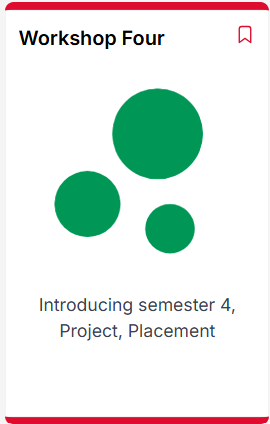 Workshop Four
Introducing semester 4,
Project, Placement